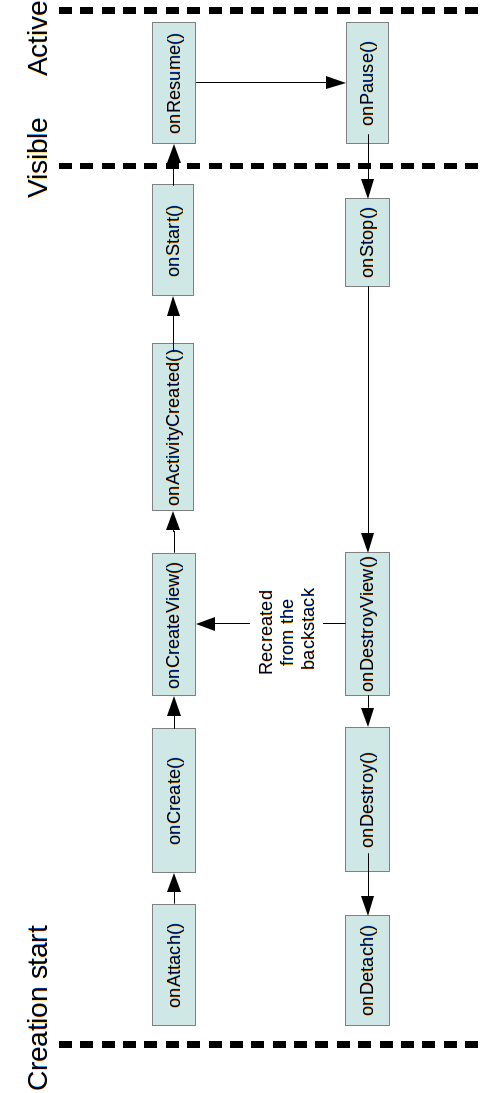 Creation start
Visible
Active
onAttach()
onCreate()
onCreateView()
onActivityCreated()
onStart()
onResume()
onPause()
onStop()
onDestroyView()
Recreated
from the
backstack
onDestroy()
onDetach()